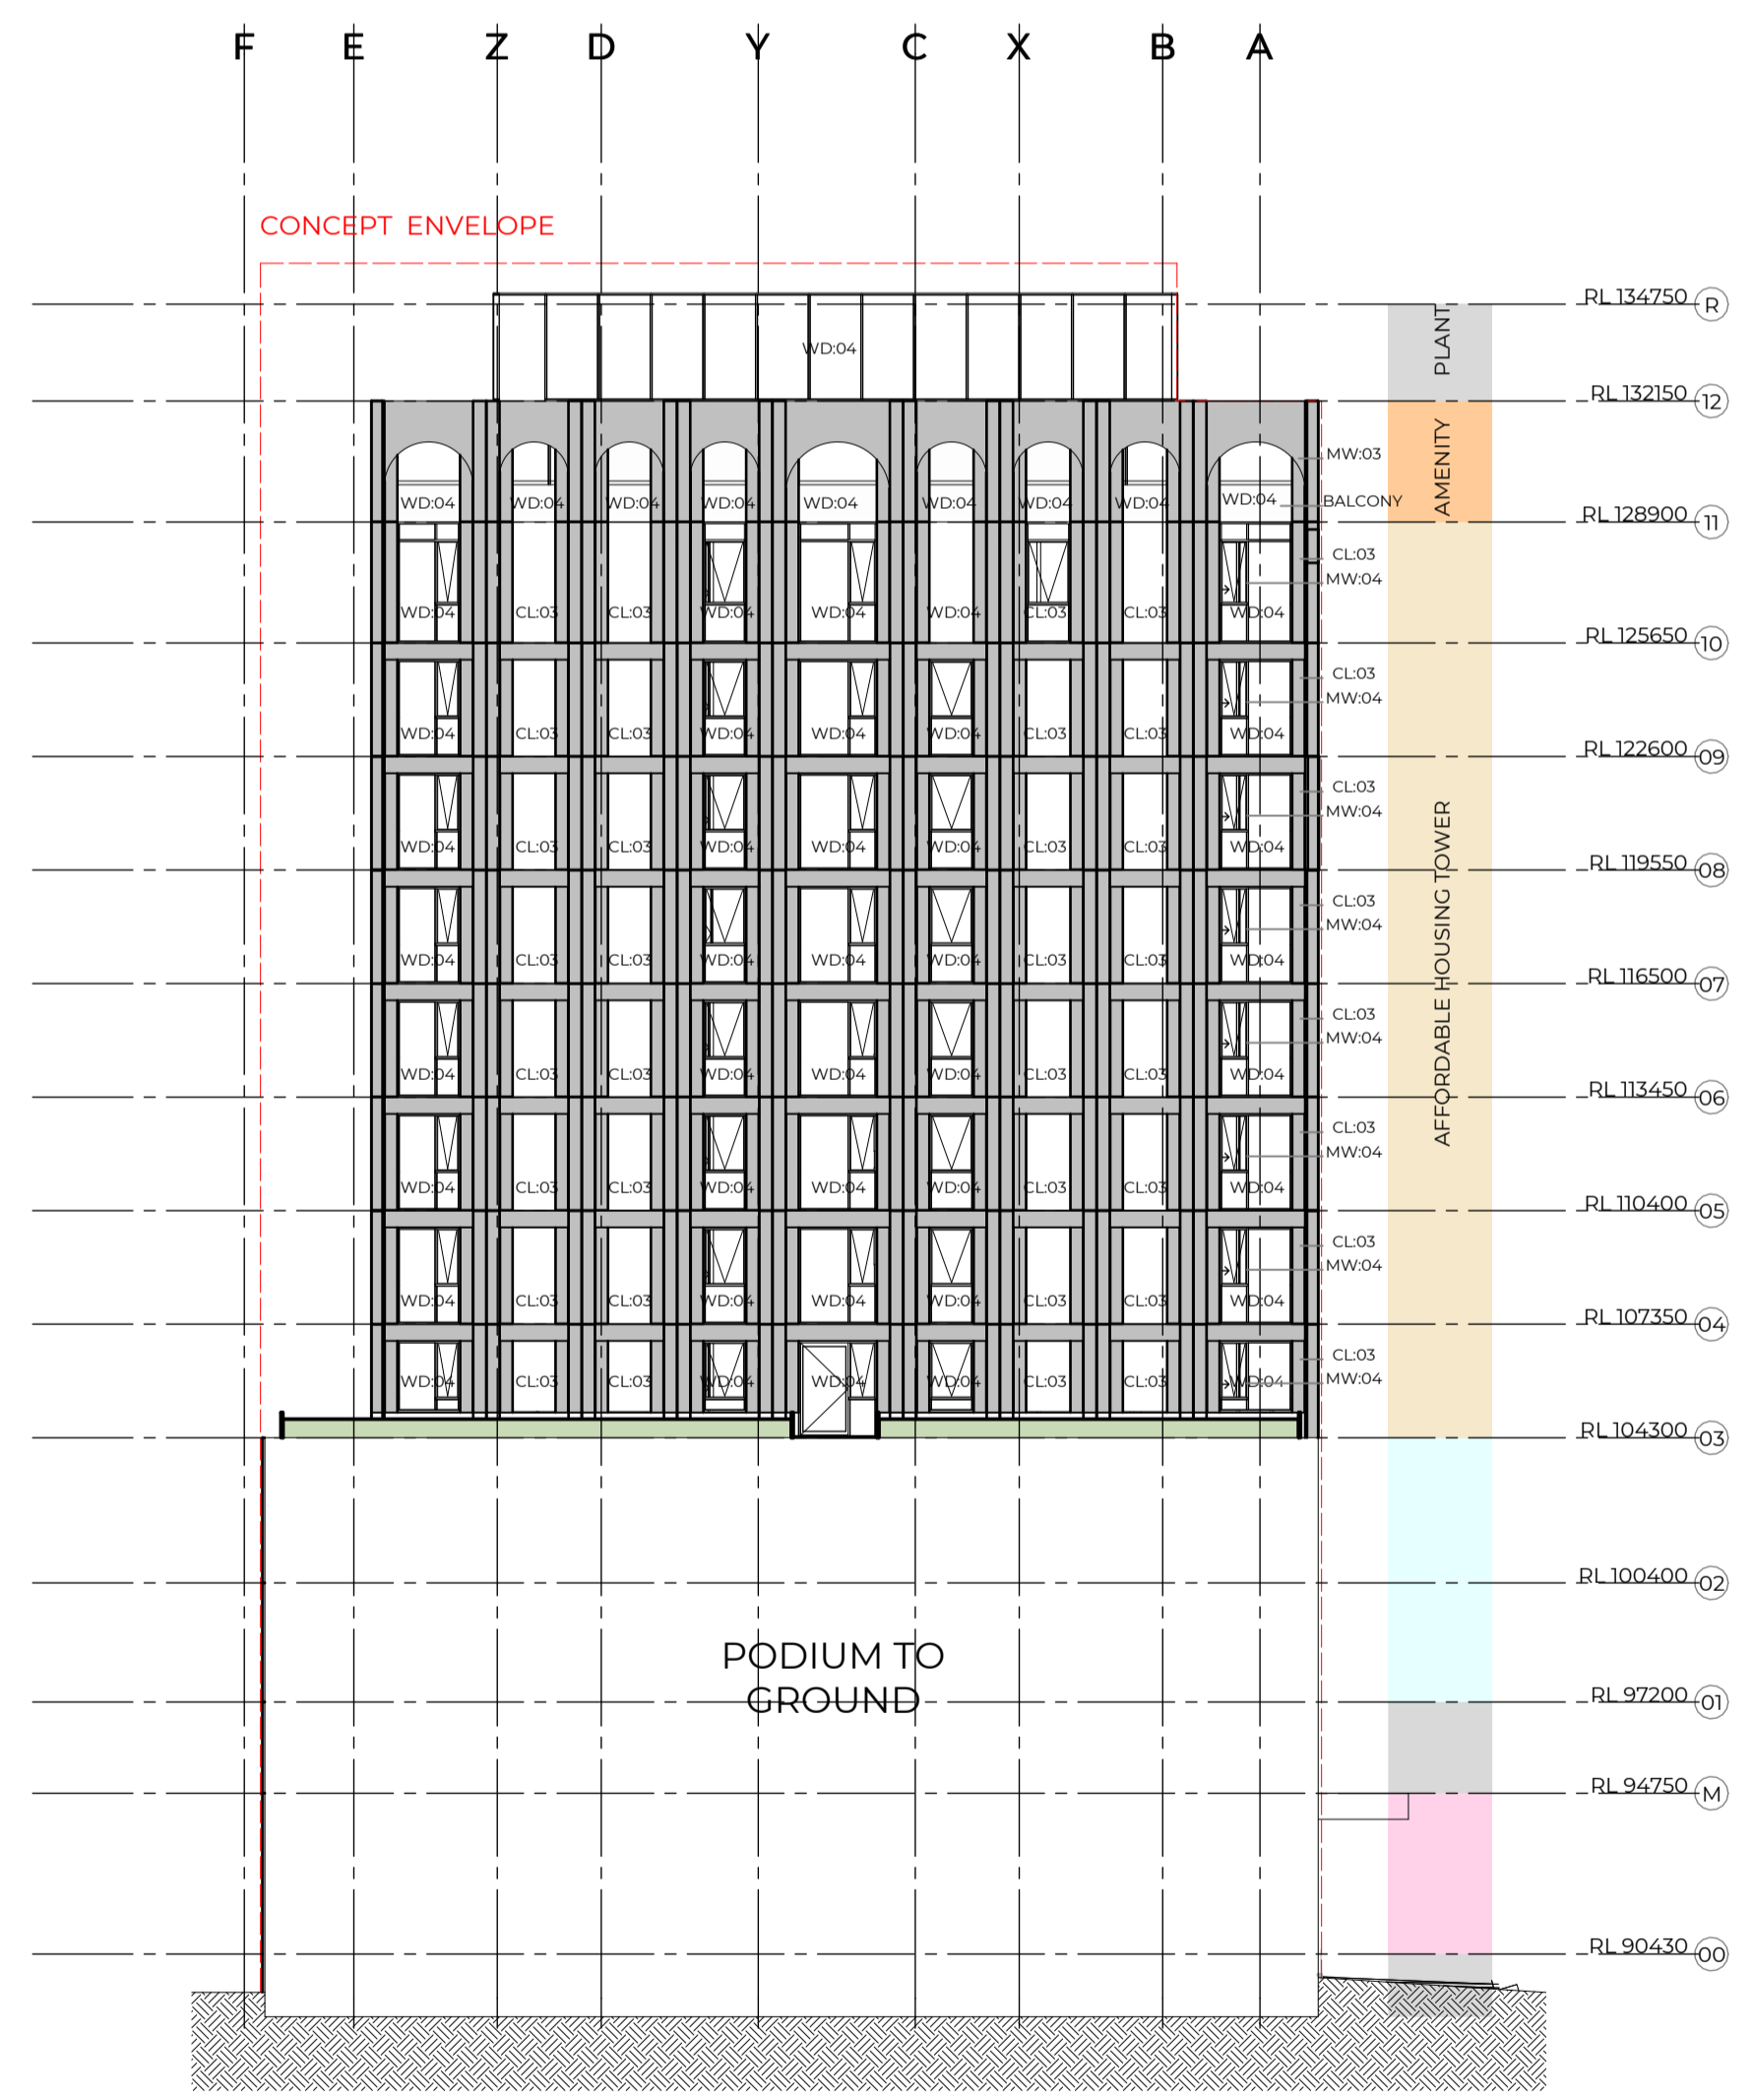 F E Z D Y C X B A
CONCEPT ENVELOPE
RL 134750 R
PLANT
WD:04
RL 132150 12
AMENITY
MW:03
WD:04 WD:04 WD:04 WD:04 WD:04 WD:04 WD:04 WD:04 WD:04 BALCONY
RL 128900 11
CL:03
MW:04
WD:04 CL:03 CL:03 WD:04 WD:04 WD:04 CL:03 CL:03 WD:04
RL 125650 10
CL:03
MW:04
WD:04 CL:03 CL:03 WD:04 WD:04 WD:04 CL:03 CL:03 WD:04
RL 122600 09
CL:03
MW:04
WD:04 CL:03 CL:03 WD:04 WD:04 WD:04 CL:03 CL:03 WD:04
RL 119550 08
AFFORDABLE HOUSING TOWER
CL:03
MW:04
WD:04 CL:03 CL:03 WD:04 WD:04 WD:04 CL:03 CL:03 WD:04
RL 116500 07
CL:03
MW:04
WD:04 CL:03 CL:03 WD:04 WD:04 WD:04 CL:03 CL:03 WD:04
RL 113450 06
CL:03
MW:04
WD:04 CL:03 CL:03 WD:04 WD:04 WD:04 CL:03 CL:03 WD:04
RL 110400 05
CL:03
MW:04
WD:04 CL:03 CL:03 WD:04 WD:04 WD:04 CL:03 CL:03 WD:04
RL 107350 04
CL:03
MW:04
WD:04 CL:03 CL:03 WD:04 WD:04 WD:04 CL:03 CL:03 WD:04
RL 104300 03
RL 100400 02
PODIUM TO
GROUND
RL 97200 01
RL 94750 M
RL 90430 00